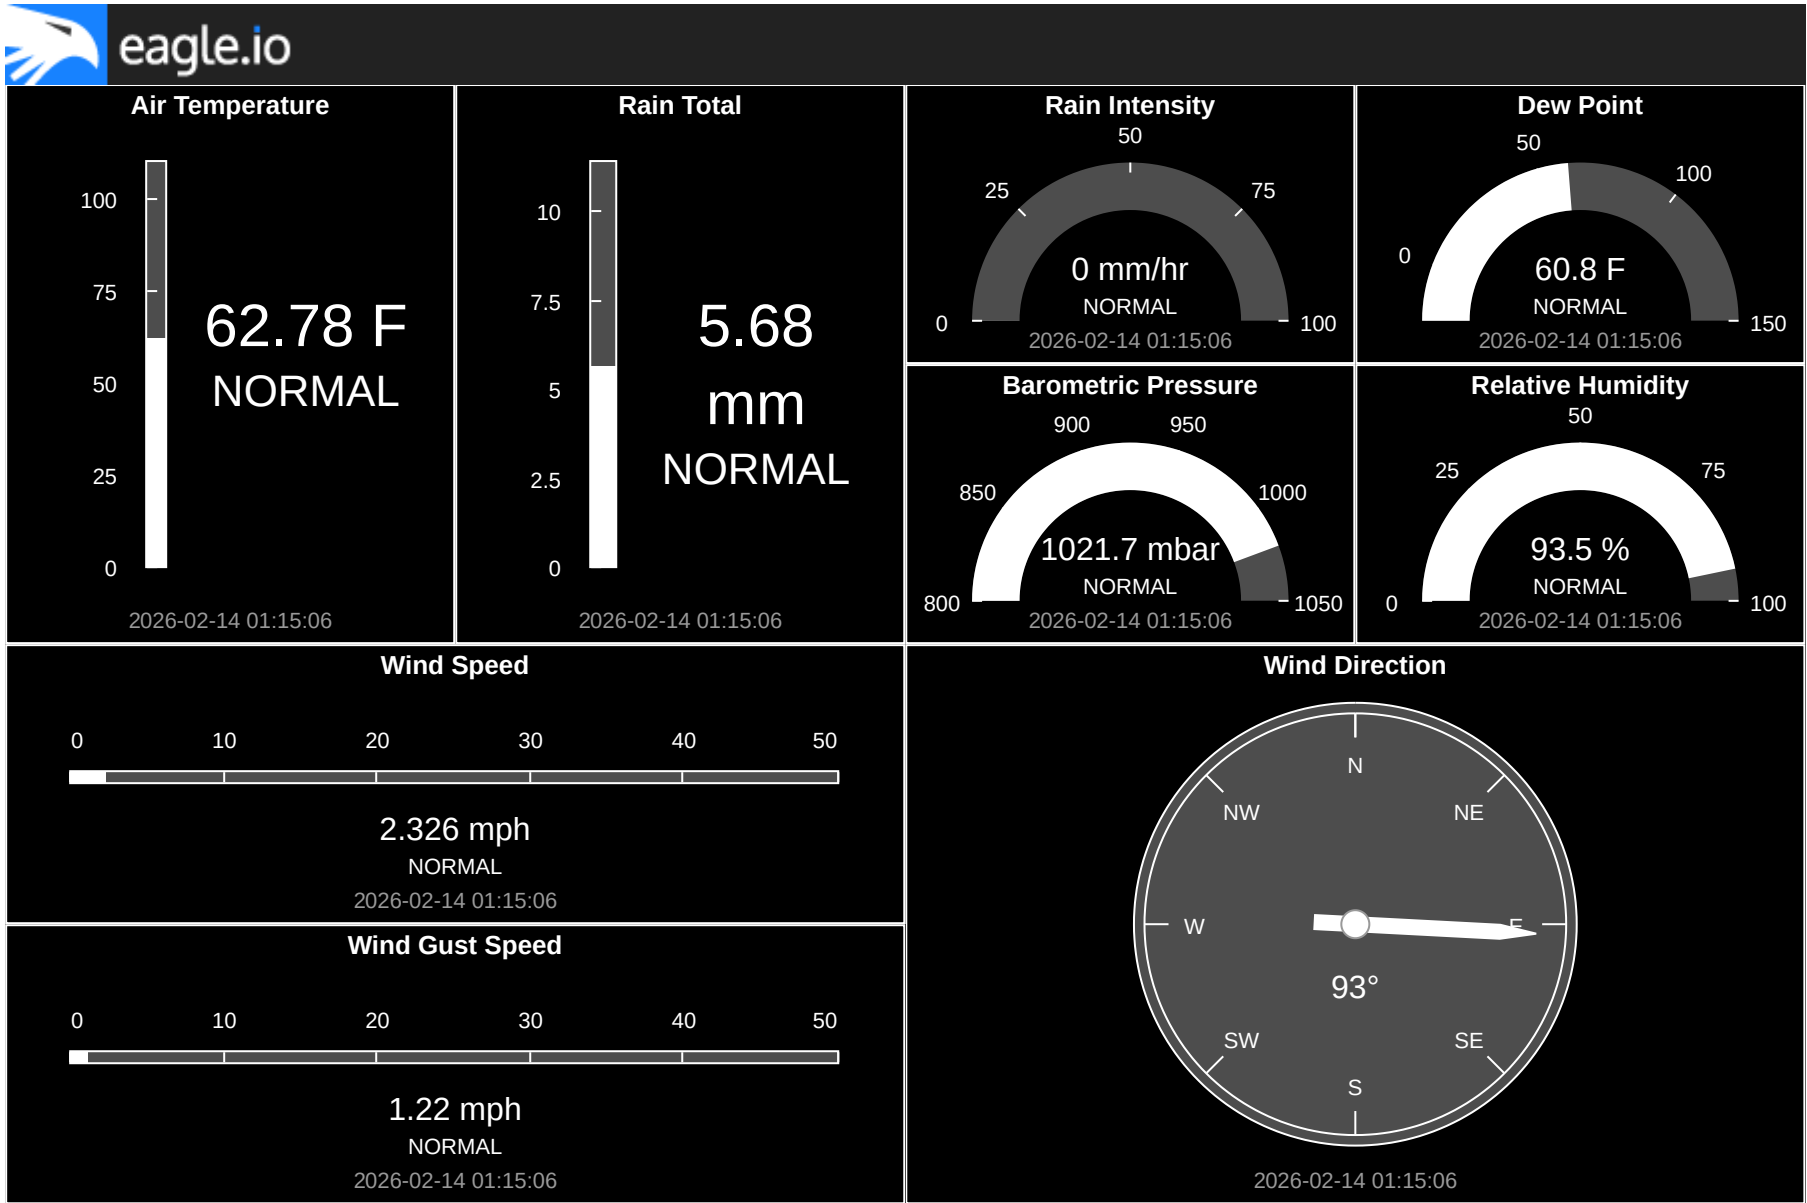 eagle.io
Air Temperature
100
75
50
25
0
62.78 F
NORMAL
2026-02-14 01:15:06
Rain Total
10
7.5
5
2.5
0
5.68
mm
NORMAL
2026-02-14 01:15:06
Rain Intensity
50
25
75
0
100
0 mm/hr
NORMAL
2026-02-14 01:15:06
Dew Point
50
100
0
150
60.8 F
NORMAL
2026-02-14 01:15:06
Barometric Pressure
900
950
850
1000
800
1050
1021.7 mbar
NORMAL
2026-02-14 01:15:06
Relative Humidity
50
25
75
0
100
93.5 %
NORMAL
2026-02-14 01:15:06
Wind Speed
0 10 20 30 40 50
2.326 mph
NORMAL
2026-02-14 01:15:06
Wind Gust Speed
0 10 20 30 40 50
1.22 mph
NORMAL
2026-02-14 01:15:06
Wind Direction
N
NW
NE
W
E
93°
SW
SE
S
2026-02-14 01:15:06